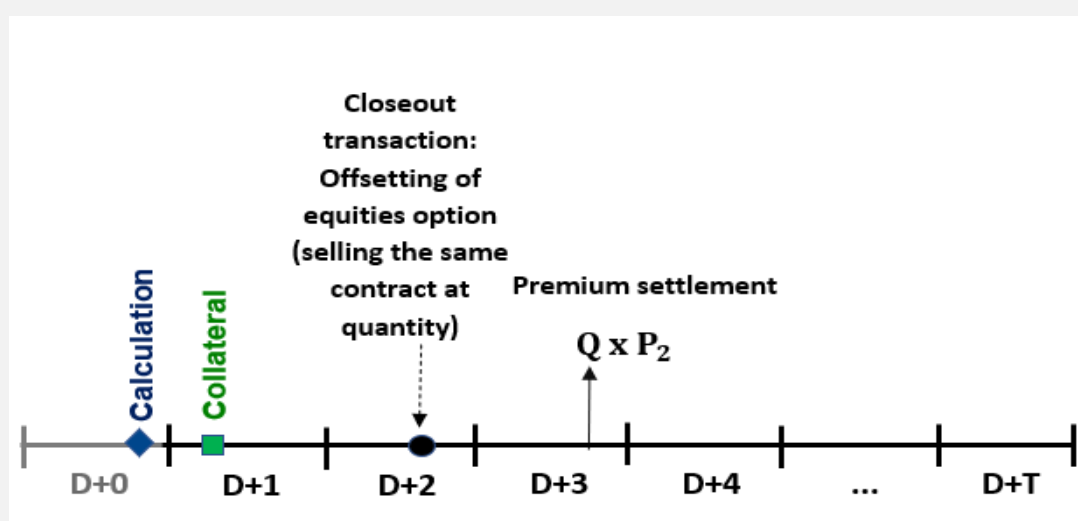 Closeout
transaction:
Offsetting of
equities option
(selling the same
contract at
quantity)
Premium settlement
Q x P₂
Calculation
Collateral
D+0
D+1
D+2
D+3
D+4
...
D+T